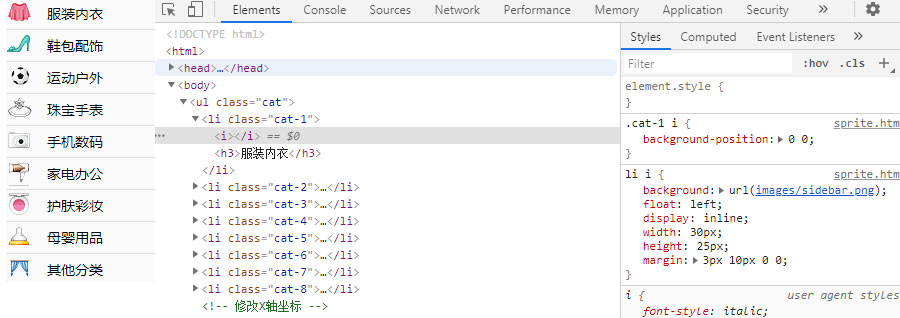 服装内衣
鞋包配饰
运动户外
珠宝手表
手机数码
家电办公
护肤彩妆
母婴用品
其他分类
Elements Console Sources Network Performance Memory Application Security »
<!DOCTYPE html>
<html>
<head>…</head>
<body>
<ul class="cat">
<li class="cat-1">
… <i></i> == $0
<h3>服装内衣</h3>
</li>
<li class="cat-2">…</li>
<li class="cat-3">…</li>
<li class="cat-4">…</li>
<li class="cat-5">…</li>
<li class="cat-6">…</li>
<li class="cat-7">…</li>
<li class="cat-8">…</li>
<!-- 修改X轴坐标 -->
Styles Computed Event Listeners »
Filter :hov .cls +
element.style {
}
.cat-1 i { sprite.htm
background-position: 0 0;
}
li i { sprite.htm
background: url(images/sidebar.png);
float: left;
display: inline;
width: 30px;
height: 25px;
margin: 3px 10px 0 0;
}
i { user agent styles
font-style: italic;